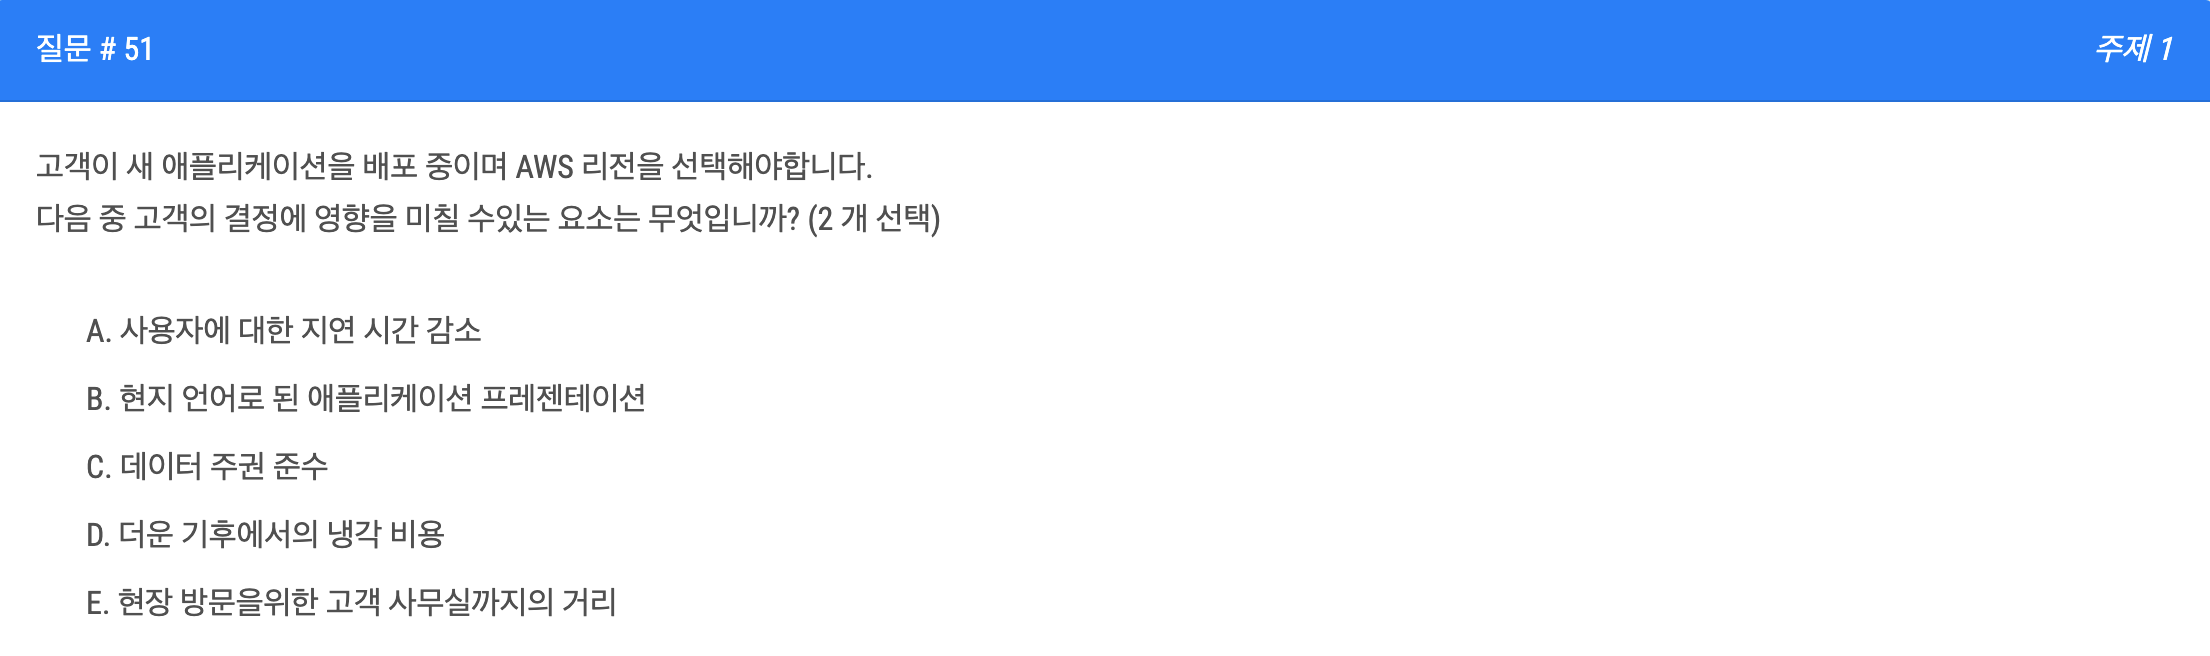 질문 # 51
주제 1
고객이 새 애플리케이션을 배포 중이며 AWS 리전을 선택해야합니다.
다음 중 고객의 결정에 영향을 미칠 수있는 요소는 무엇입니까? (2 개 선택)
A. 사용자에 대한 지연 시간 감소
B. 현지 언어로 된 애플리케이션 프레젠테이션
C. 데이터 주권 준수
D. 더운 기후에서의 냉각 비용
E. 현장 방문을위한 고객 사무실까지의 거리